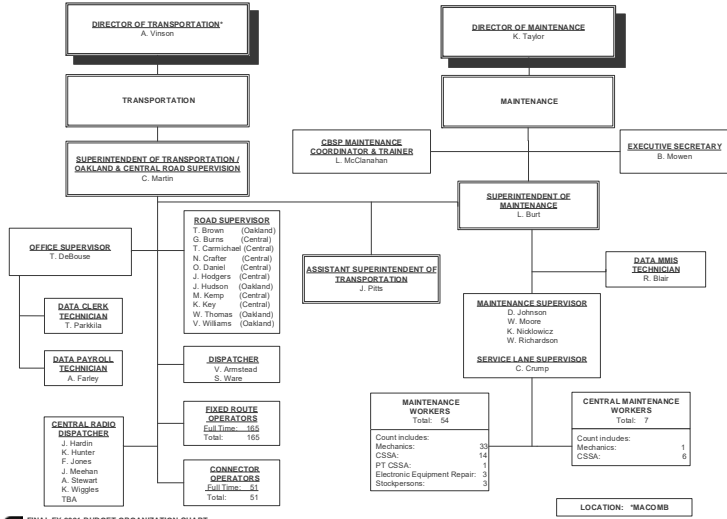 DIRECTOR OF TRANSPORTATION*
A. Vinson
TRANSPORTATION
SUPERINTENDENT OF TRANSPORTATION /
OAKLAND & CENTRAL ROAD SUPERVISION
C. Martin
OFFICE SUPERVISOR
T. DeBouse
DATA CLERK
TECHNICIAN
T. Parkkila
DATA PAYROLL
TECHNICIAN
A. Farley
CENTRAL RADIO
DISPATCHER
J. Hardin
K. Hunter
F. Jones
J. Meehan
A. Stewart
K. Wiggles
TBA
ROAD SUPERVISOR
T. Brown (Oakland)
G. Burns (Central)
T. Carmichael (Central)
N. Crafter (Central)
O. Daniel (Central)
J. Hodgers (Central)
J. Hudson (Oakland)
M. Kemp (Central)
K. Key (Central)
W. Thomas (Oakland)
V. Williams (Oakland)
DISPATCHER
V. Armstead
S. Ware
FIXED ROUTE
OPERATORS
Full Time: 165
Total: 165
CONNECTOR
OPERATORS
Full Time: 51
Total: 51
DIRECTOR OF MAINTENANCE
K. Taylor
MAINTENANCE
CBSP MAINTENANCE
COORDINATOR & TRAINER
L. McClanahan
EXECUTIVE SECRETARY
B. Mowen
SUPERINTENDENT OF
MAINTENANCE
L. Burt
ASSISTANT SUPERINTENDENT OF
TRANSPORTATION
J. Pitts
DATA MMIS
TECHNICIAN
R. Blair
MAINTENANCE SUPERVISOR
D. Johnson
W. Moore
K. Nicklowicz
W. Richardson
SERVICE LANE SUPERVISOR
C. Crump
MAINTENANCE
WORKERS
Total: 54
Count includes:
Mechanics: 33
CSSA: 14
PT CSSA: 1
Electronic Equipment Repair: 3
Stockpersons: 3
CENTRAL MAINTENANCE
WORKERS
Total: 7
Count includes:
Mechanics: 1
CSSA: 6
LOCATION: *MACOMB